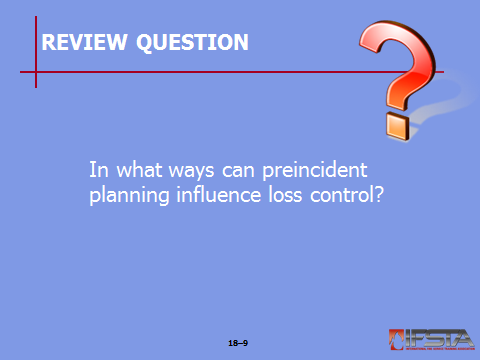 REVIEW QUESTION
In what ways can preincident
planning influence loss control?
18–9
IFSTA